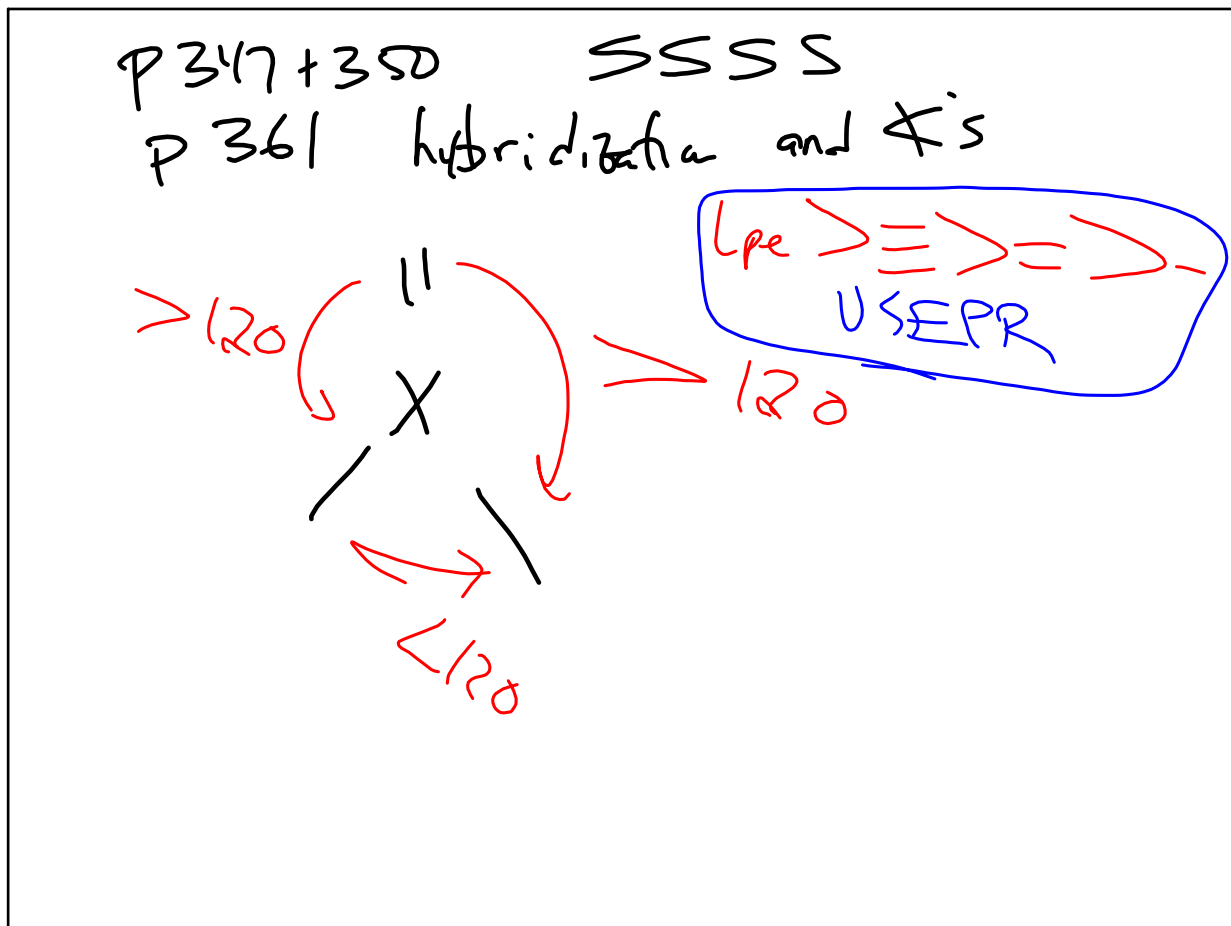 p 347 + 350 SSSS
p 361 hybridization and ∡'s
Lpe > ≡ > = > -
VSEPR
>120
||
>120
X
<120